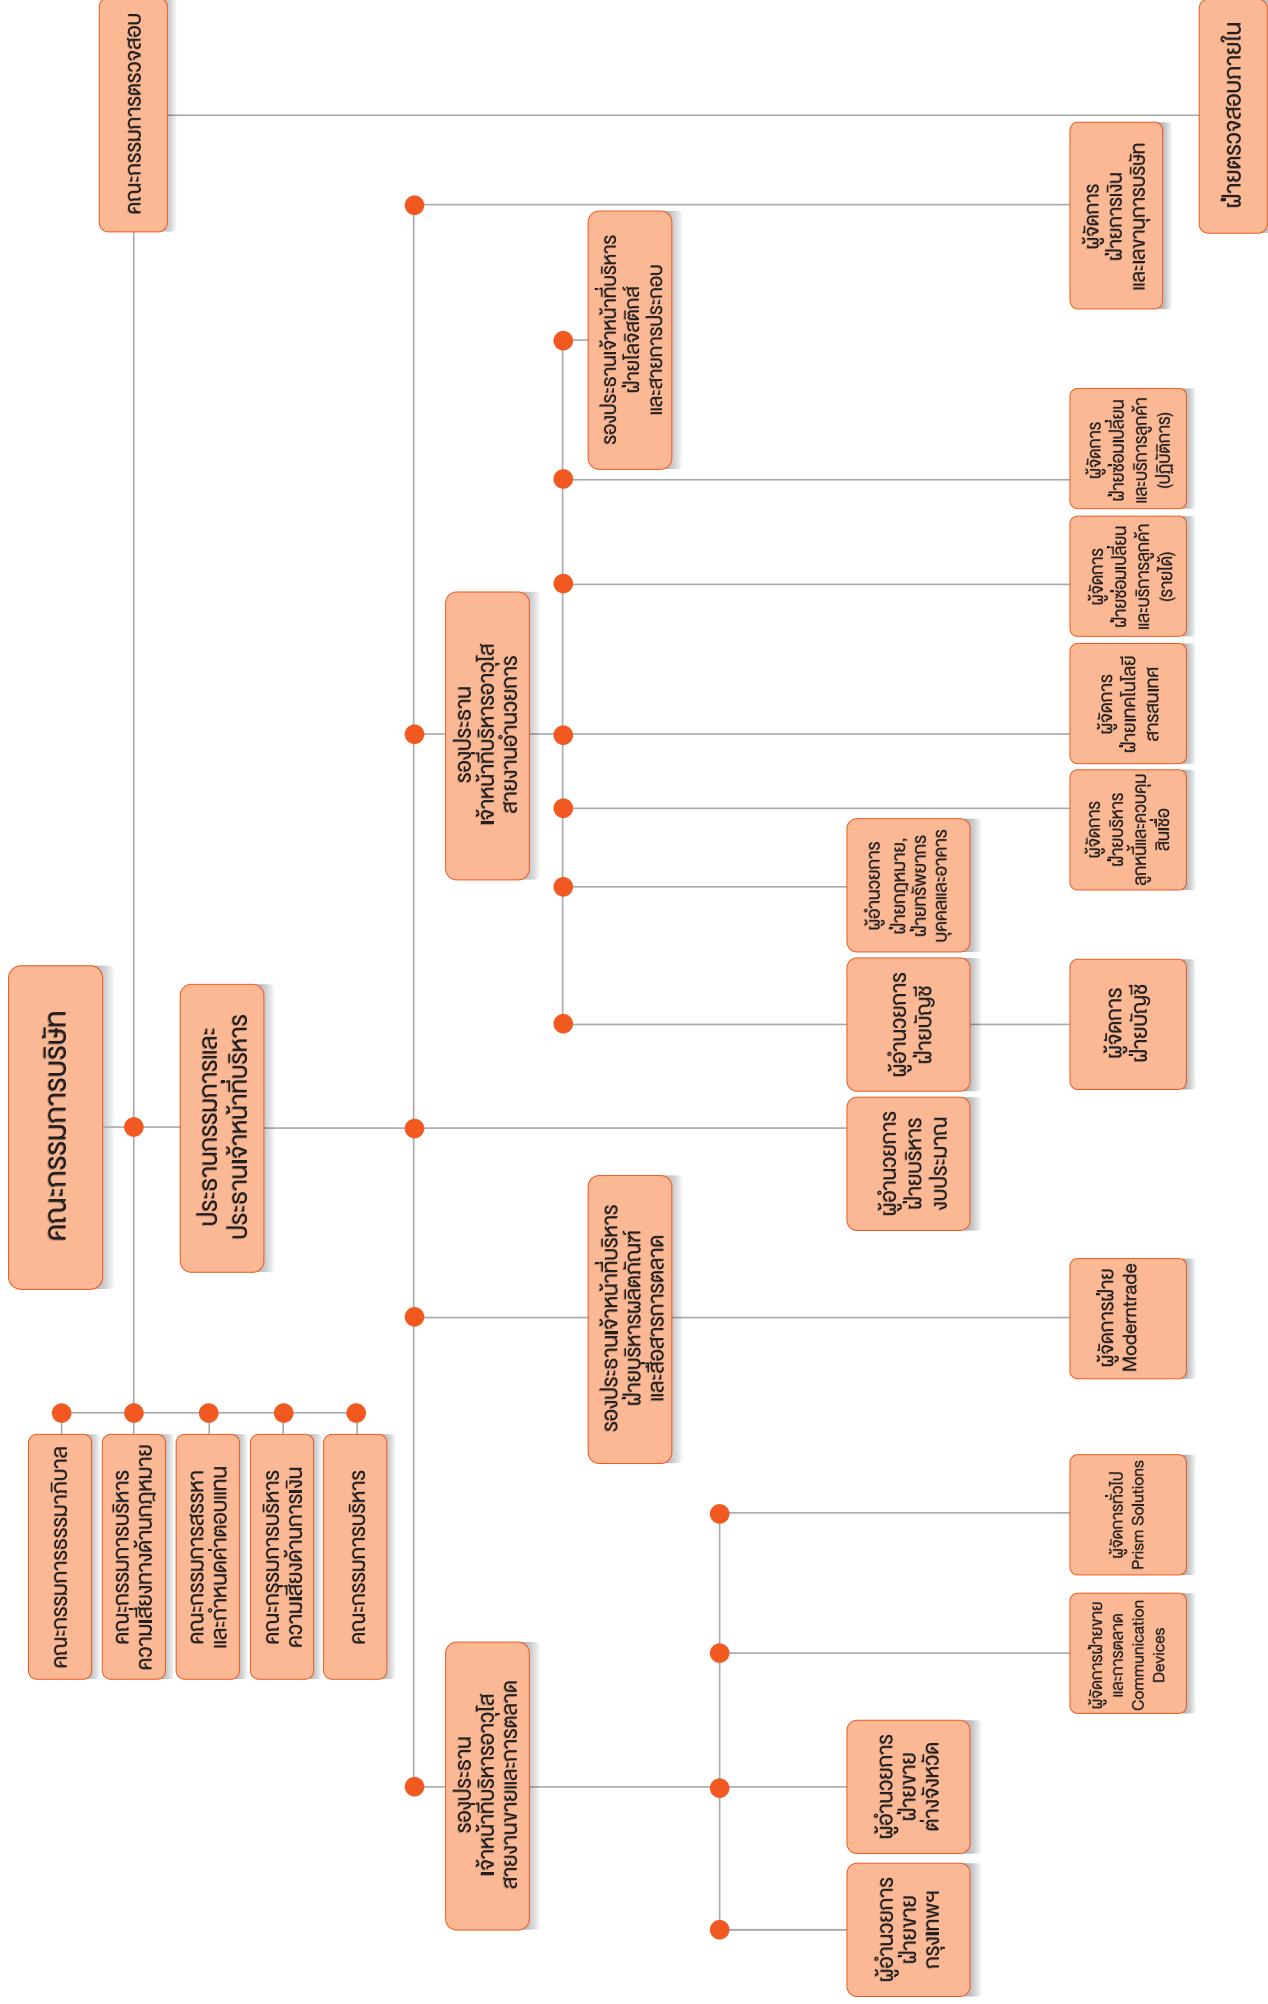 คณะกรรมการบริษัท
คณะกรรมการธรรมาภิบาล
คณะกรรมการบริหาร
ความเสี่ยงทางด้านกฎหมาย
คณะกรรมการสรรหา
และกำหนดค่าตอบแทน
คณะกรรมการบริหาร
ความเสี่ยงด้านการเงิน
คณะกรรมการบริหาร
คณะกรรมการตรวจสอบ
ประธานกรรมการและ
ประธานเจ้าหน้าที่บริหาร
รองประธาน
เจ้าหน้าที่บริหารอาวุโส
สายงานขายและการตลาด
รองประธาน
เจ้าหน้าที่บริหารอาวุโส
สายงานอำนวยการ
รองประธานเจ้าหน้าที่บริหาร
ฝ่ายบริหารผลิตภัณฑ์
และสื่อสารการตลาด
รองประธานเจ้าหน้าที่บริหาร
ฝ่ายโลจิสติกส์
และสายการประกอบ
ผู้อำนวยการ
ฝ่ายขาย
กรุงเทพฯ
ผู้อำนวยการ
ฝ่ายขาย
ต่างจังหวัด
ผู้อำนวยการ
ฝ่ายบริหาร
งบประมาณ
ผู้อำนวยการ
ฝ่ายบัญชี
ผู้อำนวยการ
ฝ่ายกฎหมาย,
ฝ่ายทรัพยากร
บุคคลและอาคาร
ผู้จัดการฝ่ายขาย
และการตลาด
Communication
Devices
ผู้จัดการทั่วไป
Prism Solutions
ผู้จัดการฝ่าย
Moderntrade
ผู้จัดการ
ฝ่ายบัญชี
ผู้จัดการ
ฝ่ายบริหาร
ลูกหนี้และควบคุม
สินเชื่อ
ผู้จัดการ
ฝ่ายเทคโนโลยี
สารสนเทศ
ผู้จัดการ
ฝ่ายซ่อมเปลี่ยน
และบริการลูกค้า
(รายได้)
ผู้จัดการ
ฝ่ายซ่อมเปลี่ยน
และบริการลูกค้า
(ปฏิบัติการ)
ผู้จัดการ
ฝ่ายการเงิน
และเลขานุการบริษัท
ฝ่ายตรวจสอบภายใน